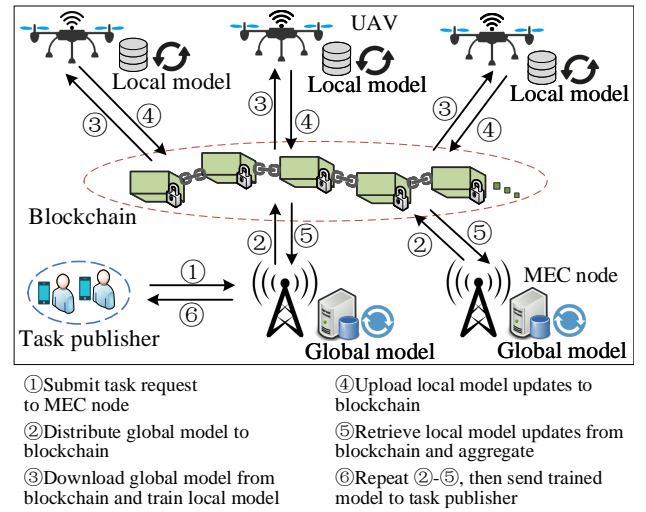 UAV
Local model
Local model
Local model
③
④
③
④
③
④
Blockchain
②
⑤
②
⑤
①
⑥
MEC node
Task publisher
Global model
Global model
①Submit task request
to MEC node
②Distribute global model to
blockchain
③Download global model from
blockchain and train local model
④Upload local model updates to
blockchain
⑤Retrieve local model updates from
blockchain and aggregate
⑥Repeat ②-⑤, then send trained
model to task publisher